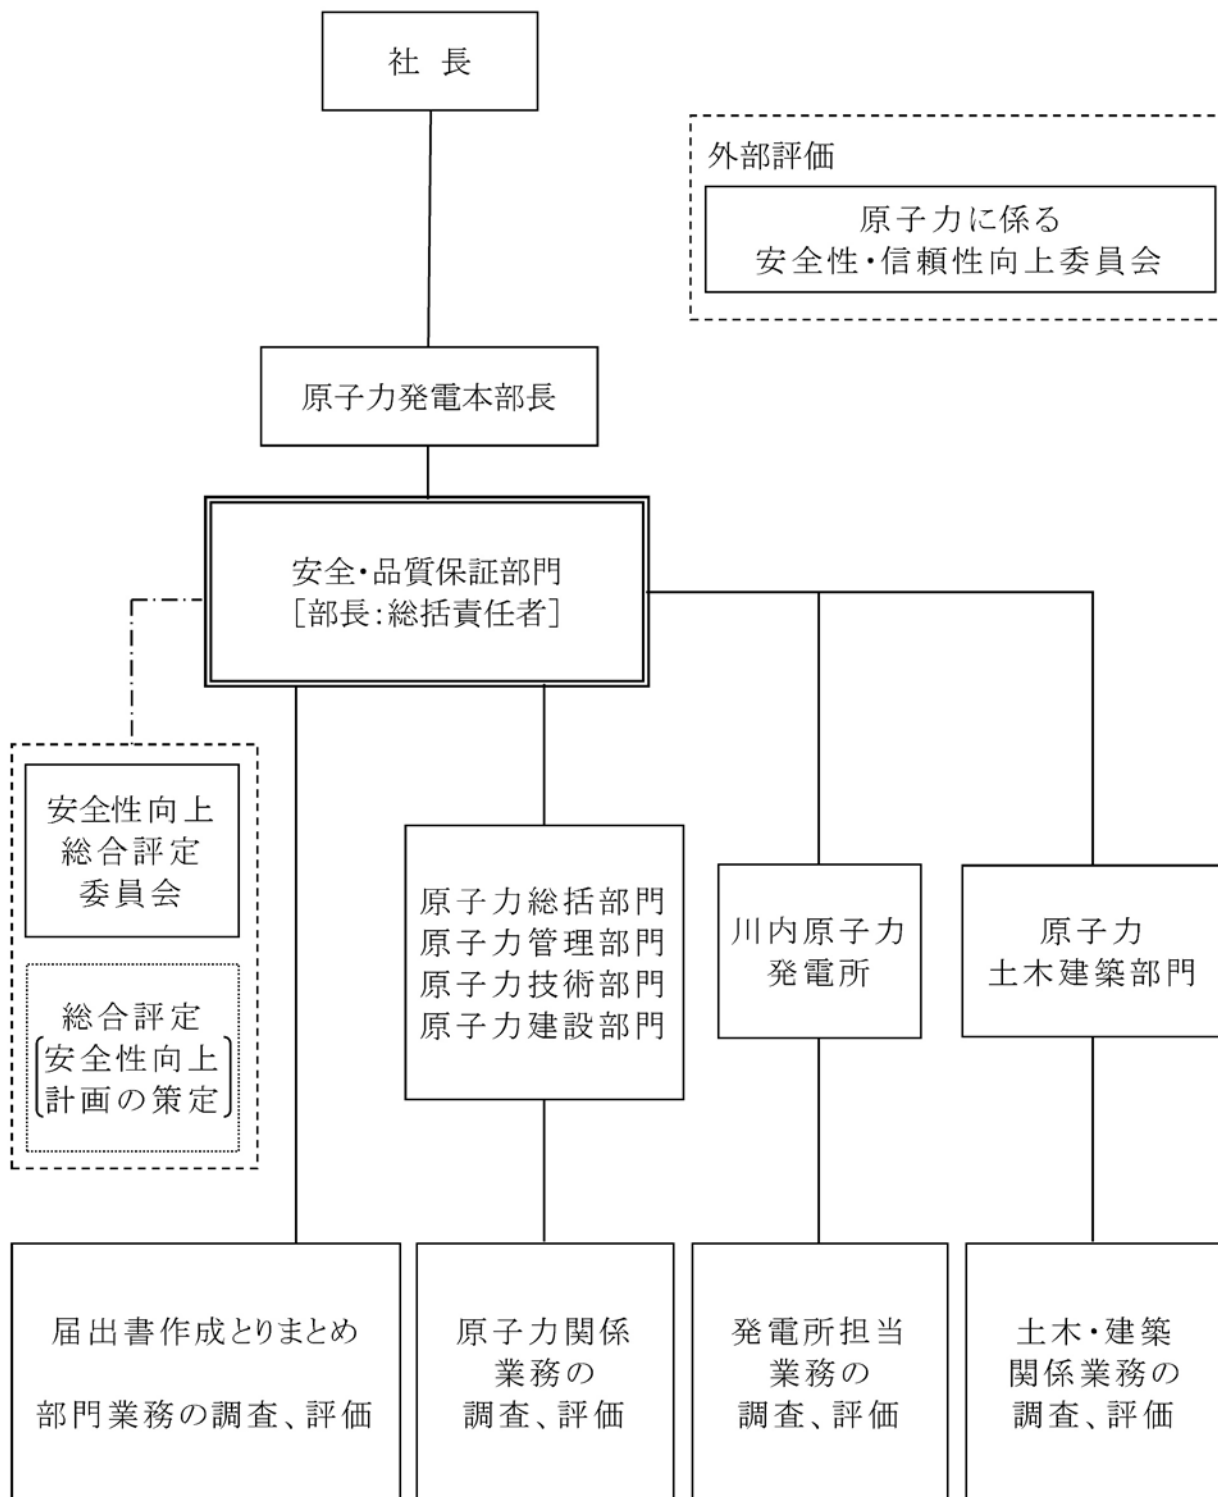 社 長
外部評価
原子力に係る
安全性・信頼性向上委員会
原子力発電本部長
安全・品質保証部門
[部長:総括責任者]
安全性向上
総合評定
委員会
総合評定
安全性向上
計画の策定
原子力総括部門
原子力管理部門
原子力技術部門
原子力建設部門
川内原子力
発電所
原子力
土木建築部門
届出書作成とりまとめ
部門業務の調査、評価
原子力関係
業務の
調査、評価
発電所担当
業務の
調査、評価
土木・建築
関係業務の
調査、評価